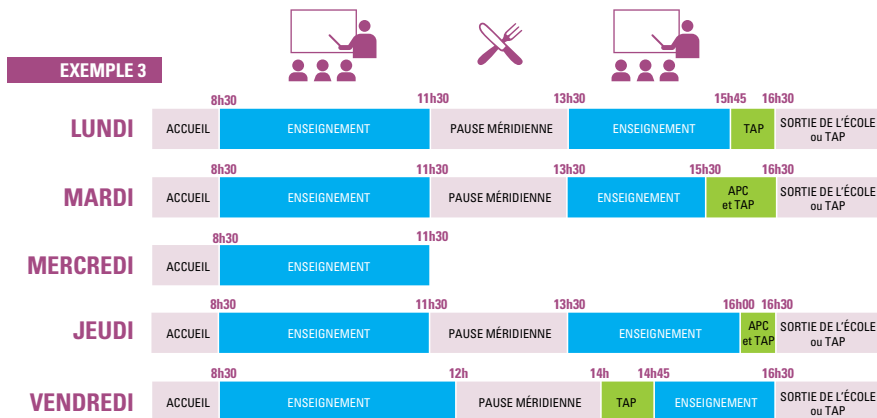 EXEMPLE 3
8h30 11h30 13h30 15h45 16h30
LUNDI ACCUEIL ENSEIGNEMENT PAUSE MÉRIDIENNE ENSEIGNEMENT TAP SORTIE DE L'ÉCOLE
ou TAP
8h30 11h30 13h30 15h30 16h30
MARDI ACCUEIL ENSEIGNEMENT PAUSE MÉRIDIENNE ENSEIGNEMENT APC SORTIE DE L'ÉCOLE
et TAP ou TAP
8h30 11h30
MERCREDI ACCUEIL ENSEIGNEMENT
8h30 11h30 13h30 16h00 16h30
JEUDI ACCUEIL ENSEIGNEMENT PAUSE MÉRIDIENNE ENSEIGNEMENT APC SORTIE DE L'ÉCOLE
et TAP ou TAP
8h30 12h 14h 14h45 16h30
VENDREDI ACCUEIL ENSEIGNEMENT PAUSE MÉRIDIENNE TAP ENSEIGNEMENT SORTIE DE L'ÉCOLE
ou TAP